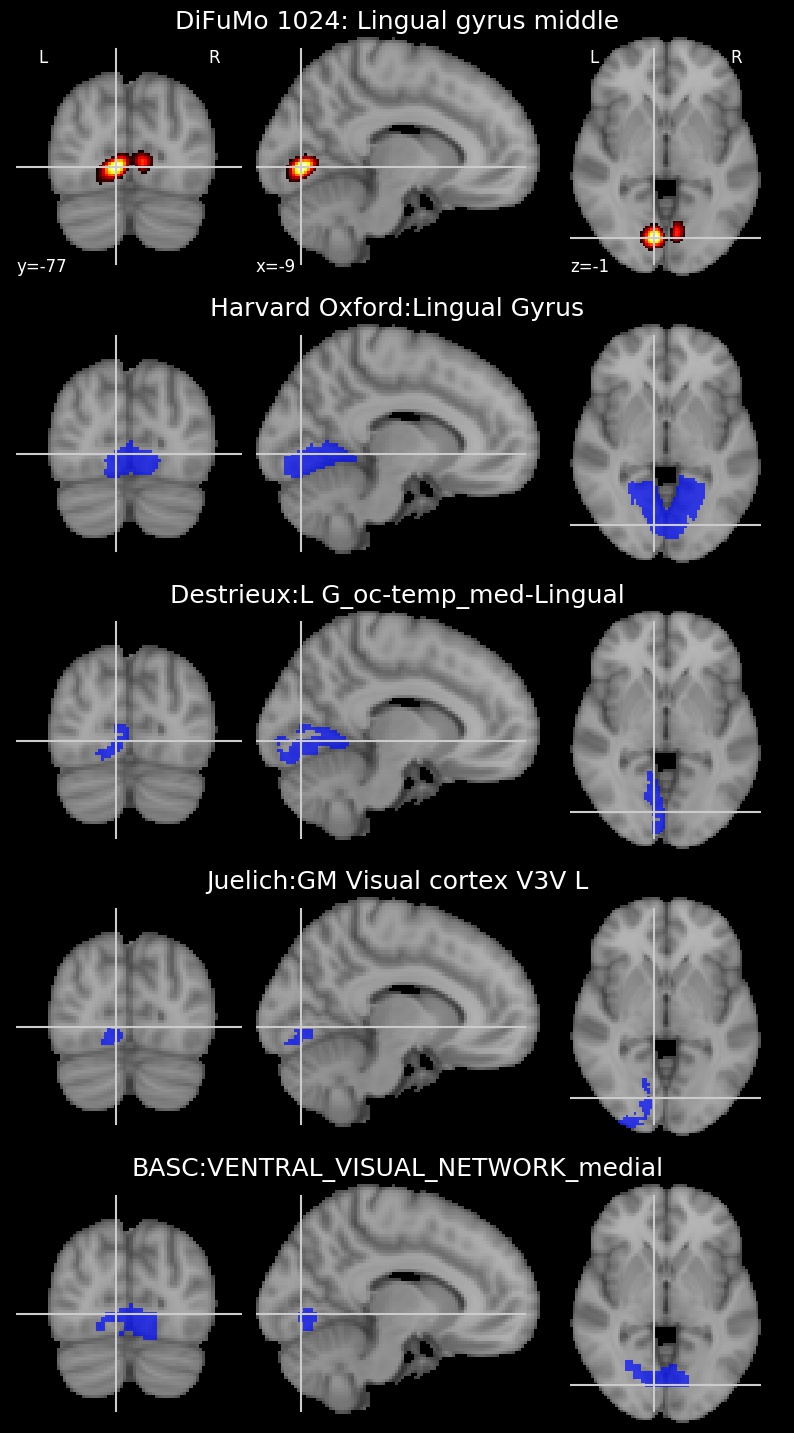 DiFuMo 1024: Lingual gyrus middle
L R L R
y=-77 x=-9 z=-1
Harvard Oxford:Lingual Gyrus
Destrieux:L G_oc-temp_med-Lingual
Juelich:GM Visual cortex V3V L
BASC:VENTRAL_VISUAL_NETWORK_medial